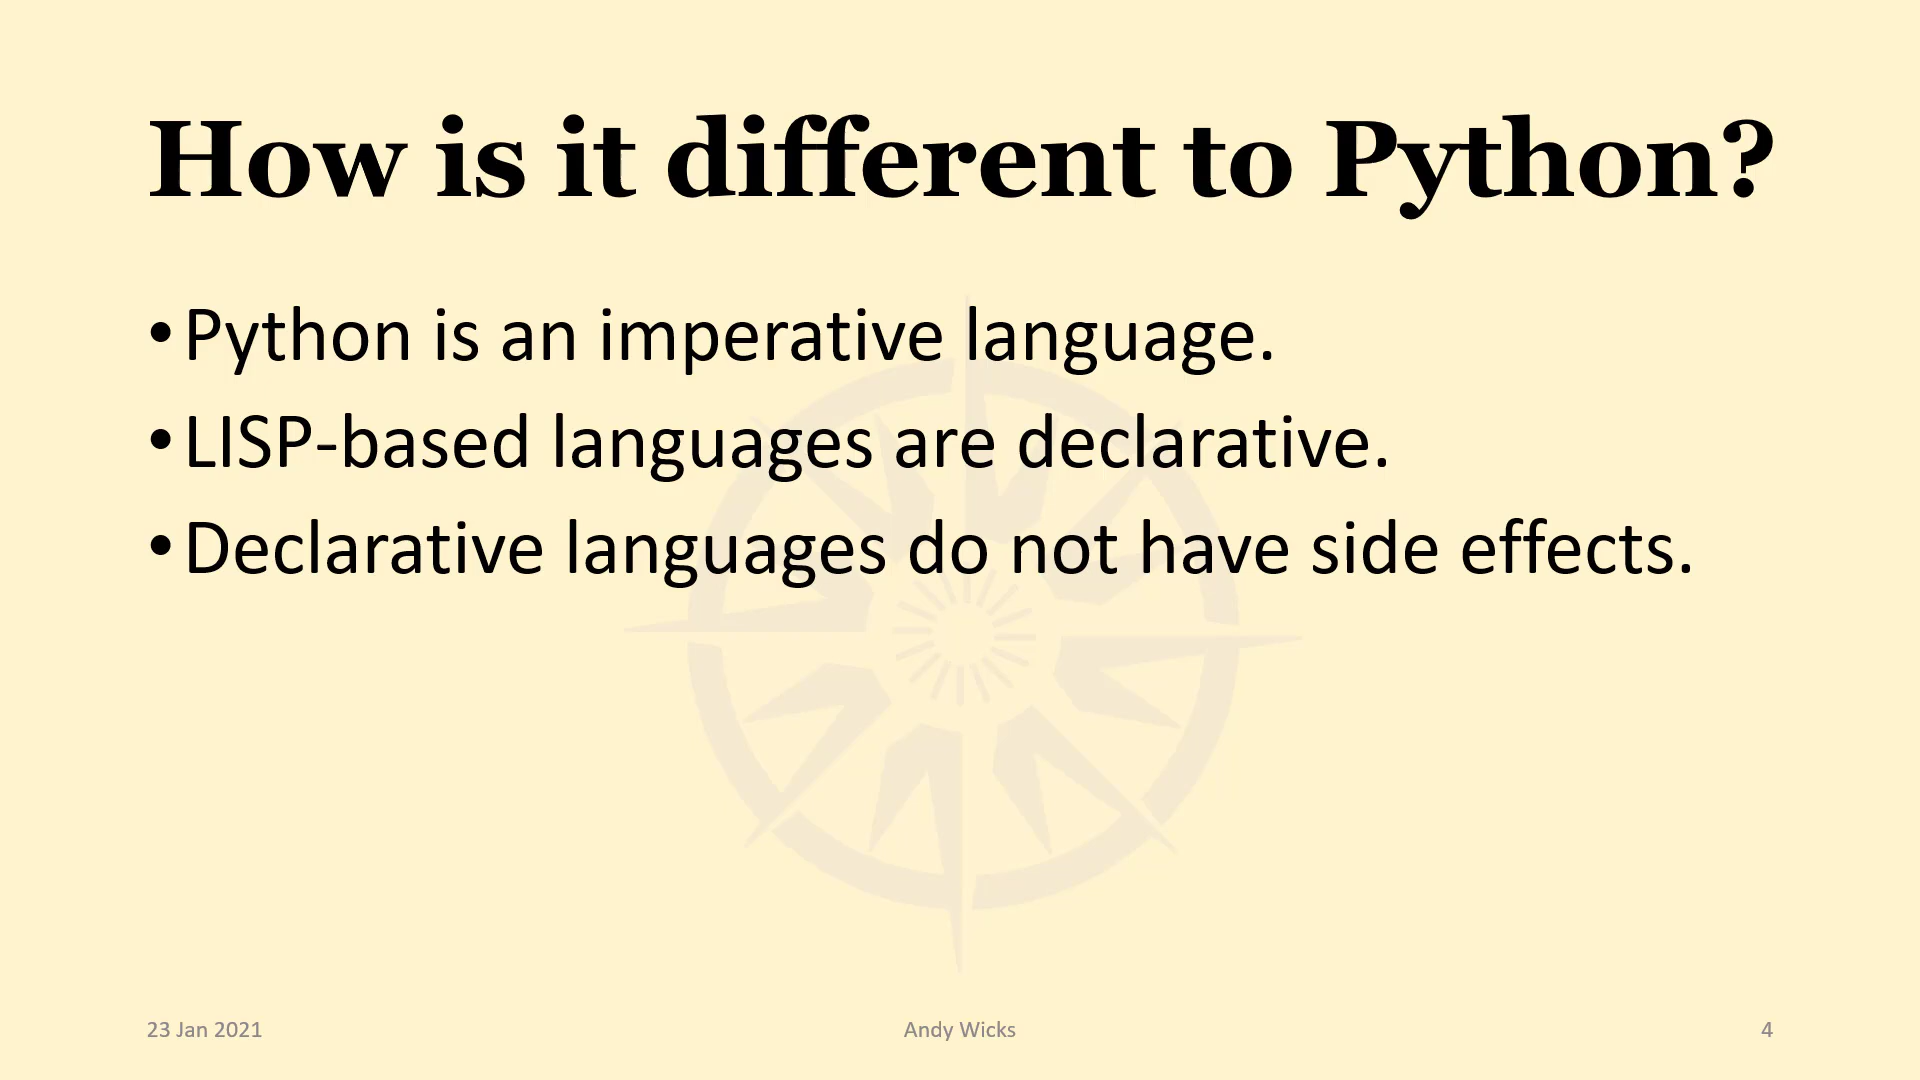 How is it different to Python?
•Python is an imperative language.
•LISP-based languages are declarative.
•Declarative languages do not have side effects.
23 Jan 2021
Andy Wicks
4